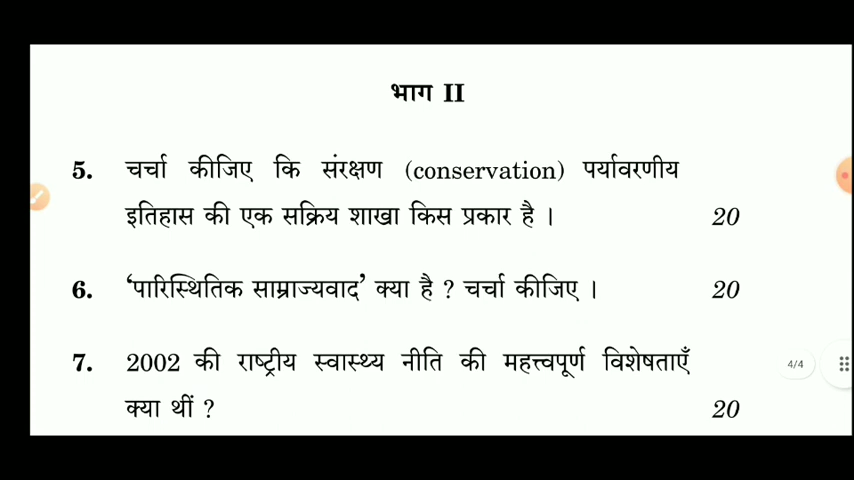 भाग II
5. चर्चा कीजिए कि संरक्षण (conservation) पर्यावरणीय
इतिहास की एक सक्रिय शाखा किस प्रकार है । 20
6. 'पारिस्थितिक साम्राज्यवाद' क्या है ? चर्चा कीजिए । 20
7. 2002 की राष्ट्रीय स्वास्थ्य नीति की महत्त्वपूर्ण विशेषताएँ
4/4
क्या थीं ? 20